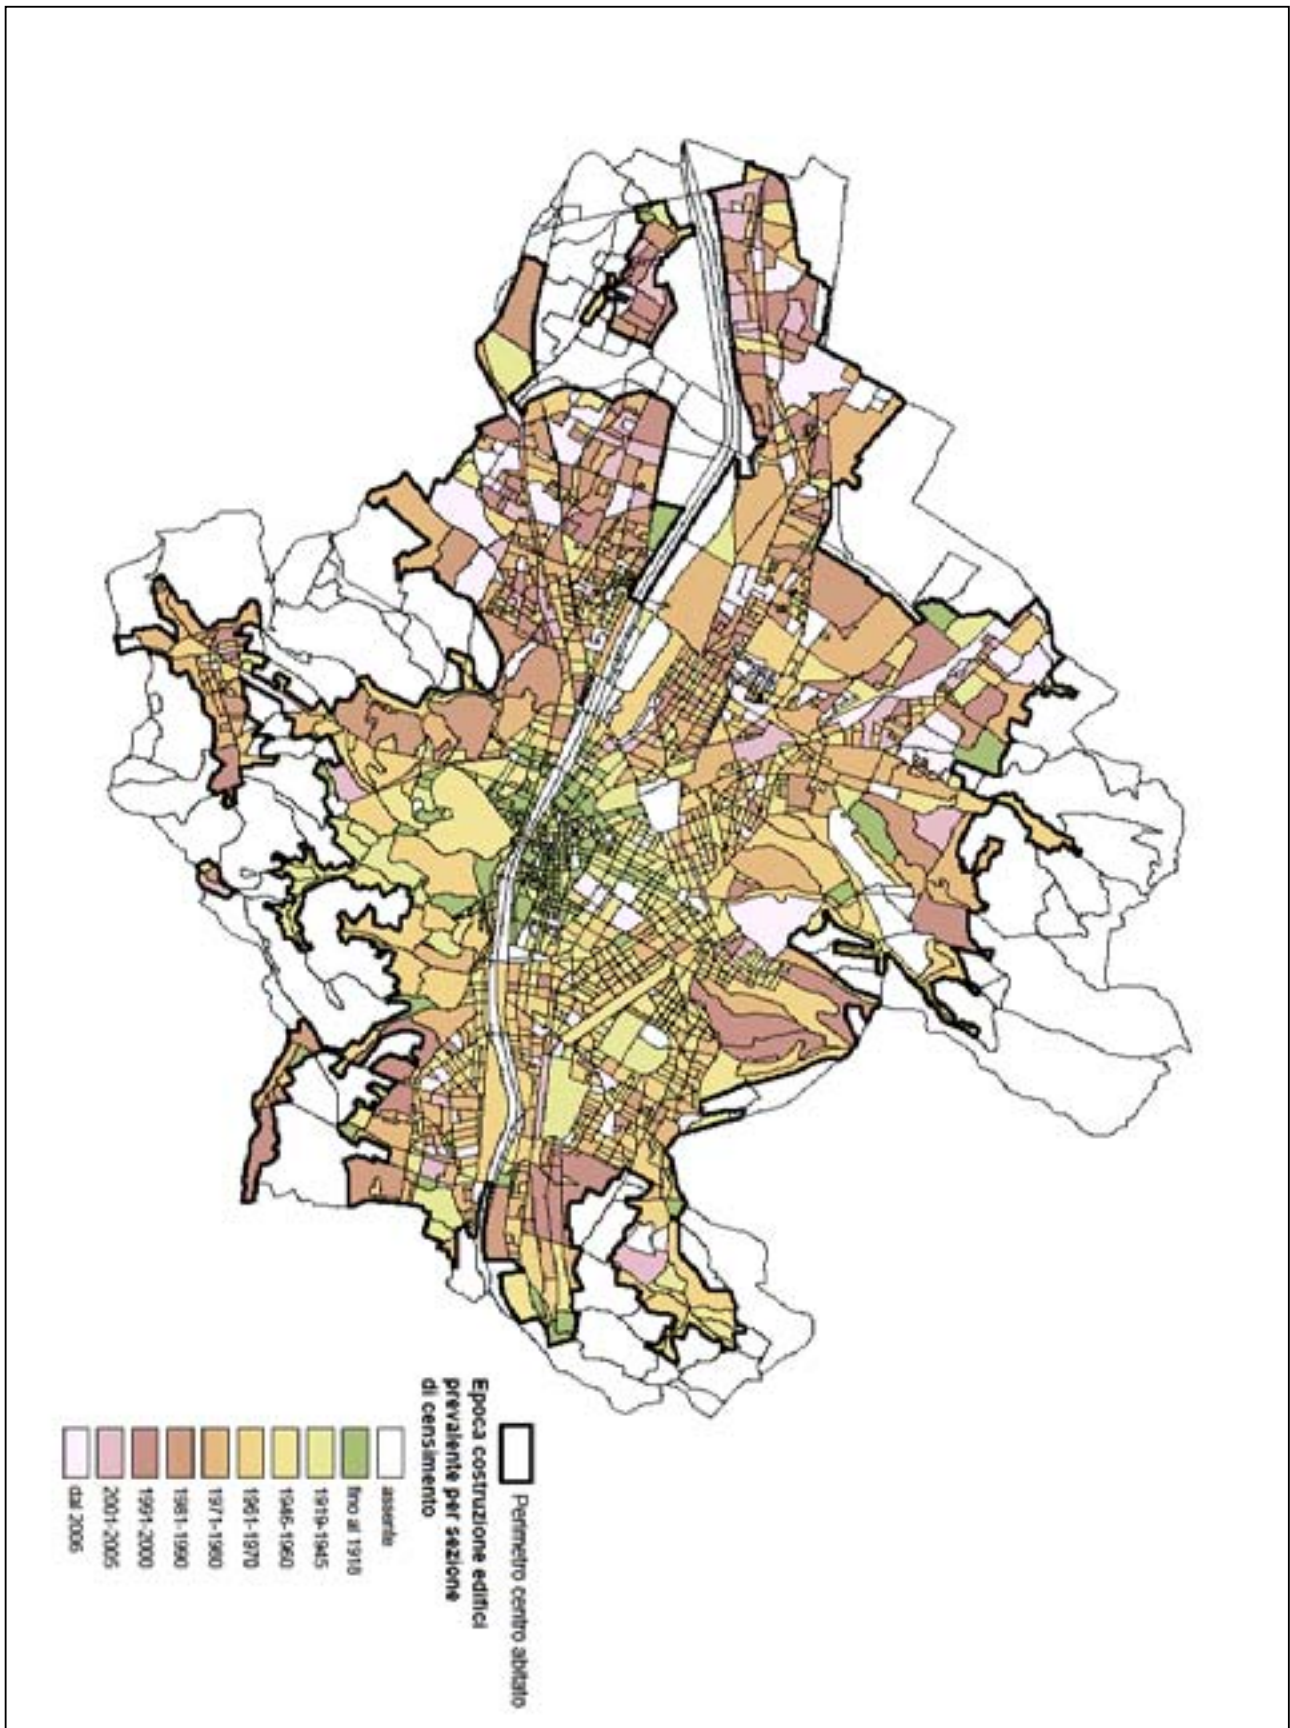 Perimetro centro abitato
Epoca costruzione edifici
prevalente per sezione
di censimento
assente
fino al 1918
1919-1945
1946-1960
1961-1970
1971-1980
1981-1990
1991-2000
2001-2005
dal 2006